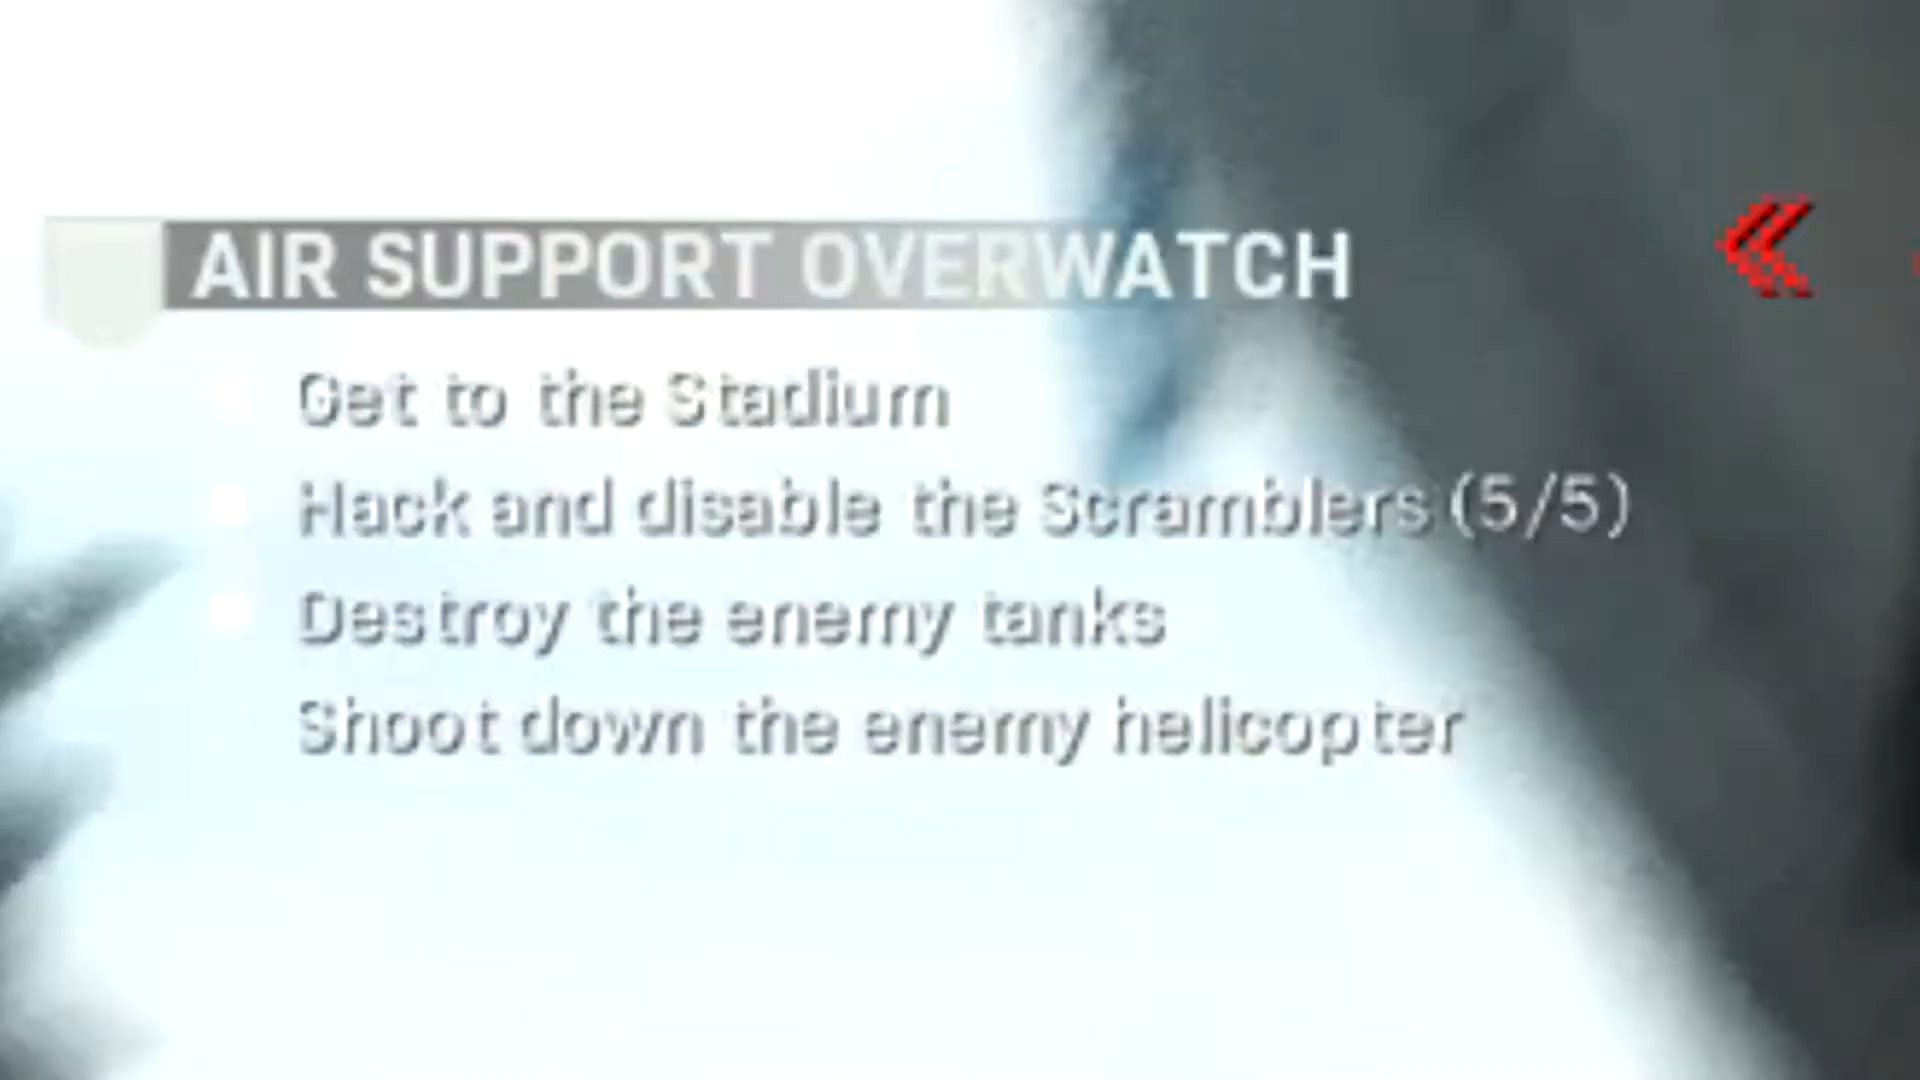 AIR SUPPORT OVERWATCH
Get to the Stadium
Hack and disable the Scramblers (5/5)
Destroy the enemy tanks
Shoot down the enemy helicopter